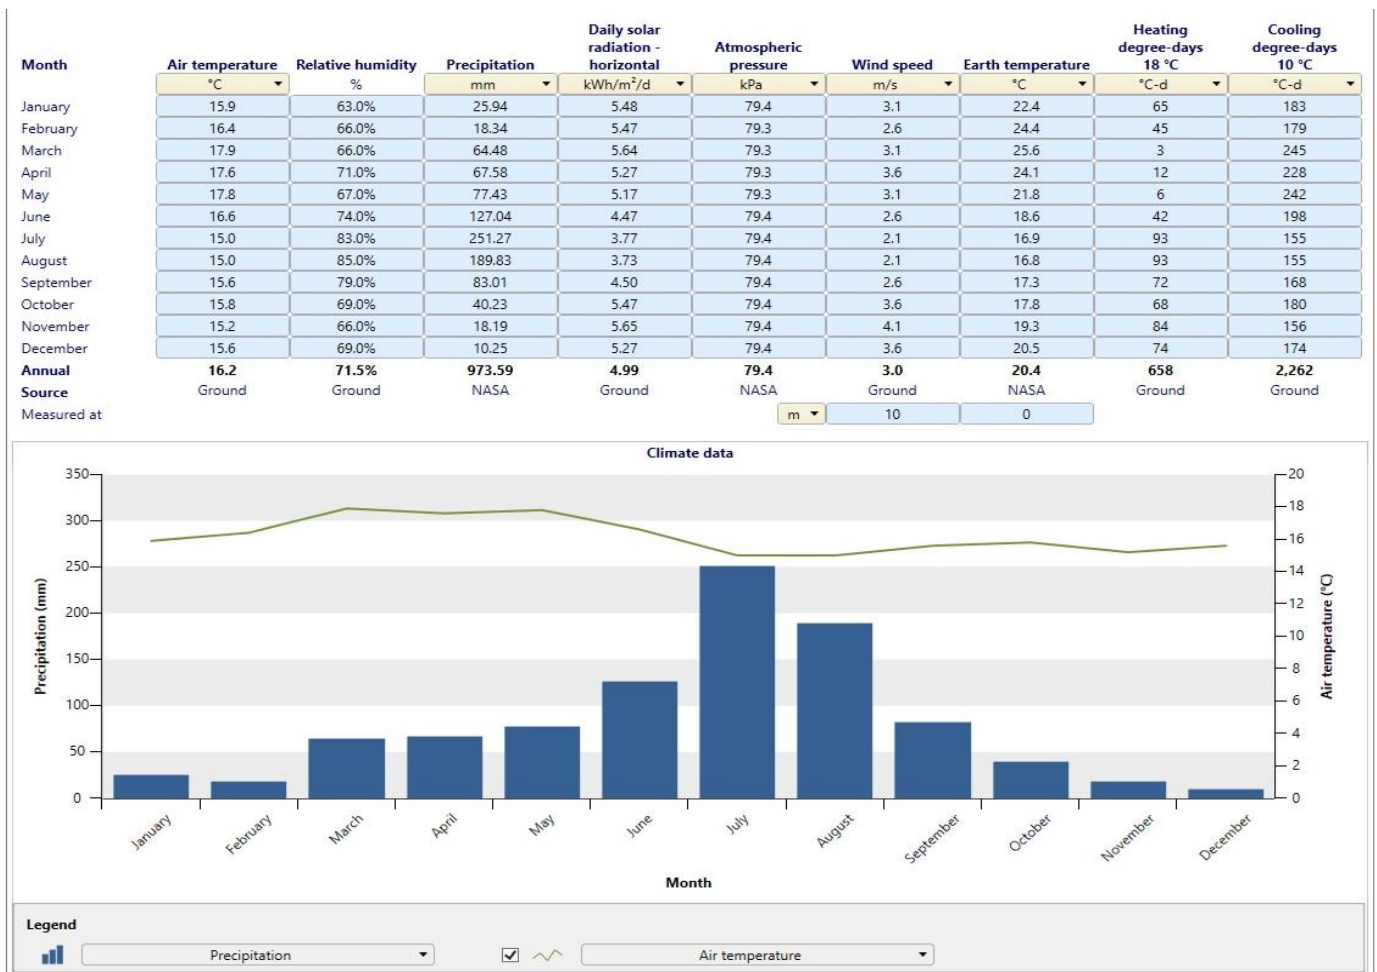 Month Air temperature Relative humidity Precipitation Daily solar radiation - horizontal Atmospheric pressure Wind speed Earth temperature Heating degree-days 18 °C Cooling degree-days 10 °C
°C % mm kWh/m²/d kPa m/s °C °C-d °C-d
January 15.9 63.0% 25.94 5.48 79.4 3.1 22.4 65 183
February 16.4 66.0% 18.34 5.47 79.3 2.6 24.4 45 179
March 17.9 66.0% 64.48 5.64 79.3 3.1 25.6 3 245
April 17.6 71.0% 67.58 5.27 79.3 3.6 24.1 12 228
May 17.8 67.0% 77.43 5.17 79.3 3.1 21.8 6 242
June 16.6 74.0% 127.04 4.47 79.4 2.6 18.6 42 198
July 15.0 83.0% 251.27 3.77 79.4 2.1 16.9 93 155
August 15.0 85.0% 189.83 3.73 79.4 2.1 16.8 93 155
September 15.6 79.0% 83.01 4.50 79.4 2.6 17.3 72 168
October 15.8 69.0% 40.23 5.47 79.4 3.6 17.8 68 180
November 15.2 66.0% 18.19 5.65 79.4 4.1 19.3 84 156
December 15.6 69.0% 10.25 5.27 79.4 3.6 20.5 74 174
Annual 16.2 71.5% 973.59 4.99 79.4 3.0 20.4 658 2,262
Source Ground Ground NASA Ground NASA Ground NASA Ground Ground
Measured at m 10 0
Climate data
350 20
300 18
250 16
200 14
150 12
100 10
50 8
0 6
4
2
0
Precipitation (mm)
Air temperature (°C)
January February March April May June July August September October November December
Month
Legend
Precipitation Air temperature